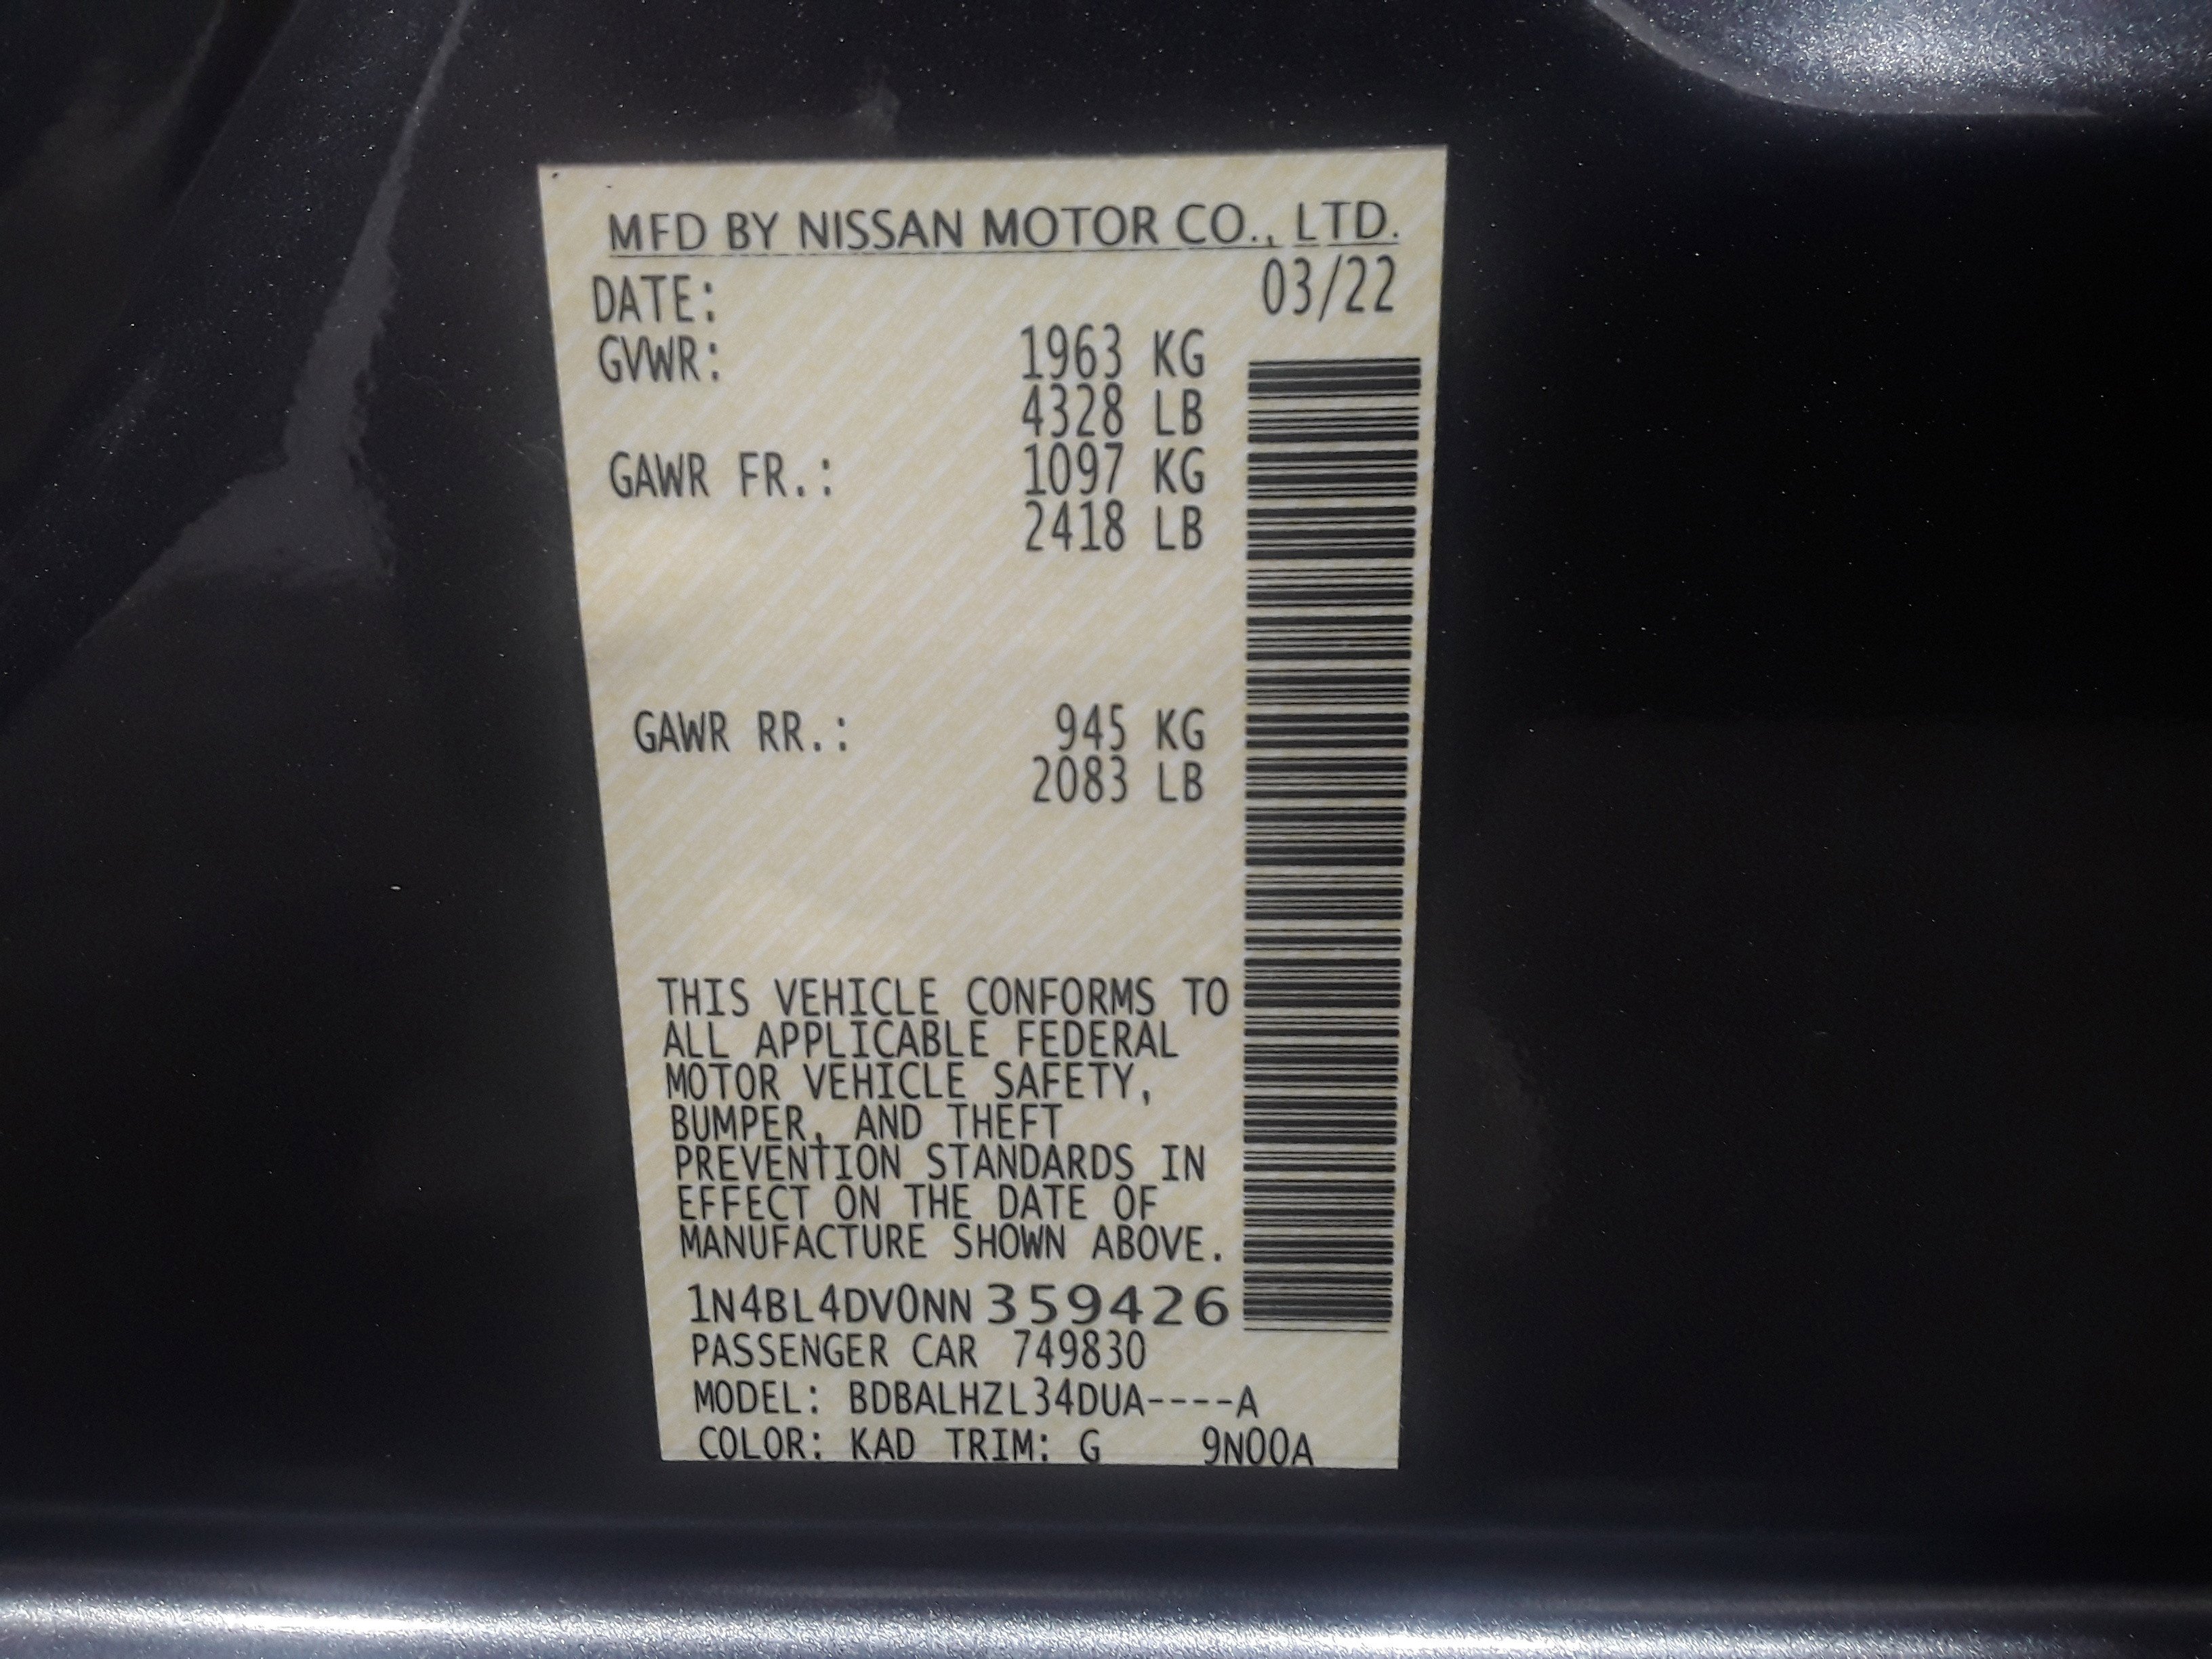 MFD BY NISSAN MOTOR CO., LTD.
DATE: 03/22
GVWR: 1963 KG
4328 LB
GAWR FR.: 1097 KG
2418 LB
GAWR RR.: 945 KG
2083 LB
THIS VEHICLE CONFORMS TO
ALL APPLICABLE FEDERAL
MOTOR VEHICLE SAFETY,
BUMPER, AND THEFT
PREVENTION STANDARDS IN
EFFECT ON THE DATE OF
MANUFACTURE SHOWN ABOVE.
1N4BL4DV0NN359426
PASSENGER CAR 749830
MODEL: BDBALHZL34DUA----A
COLOR: KAD TRIM: G 9N00A